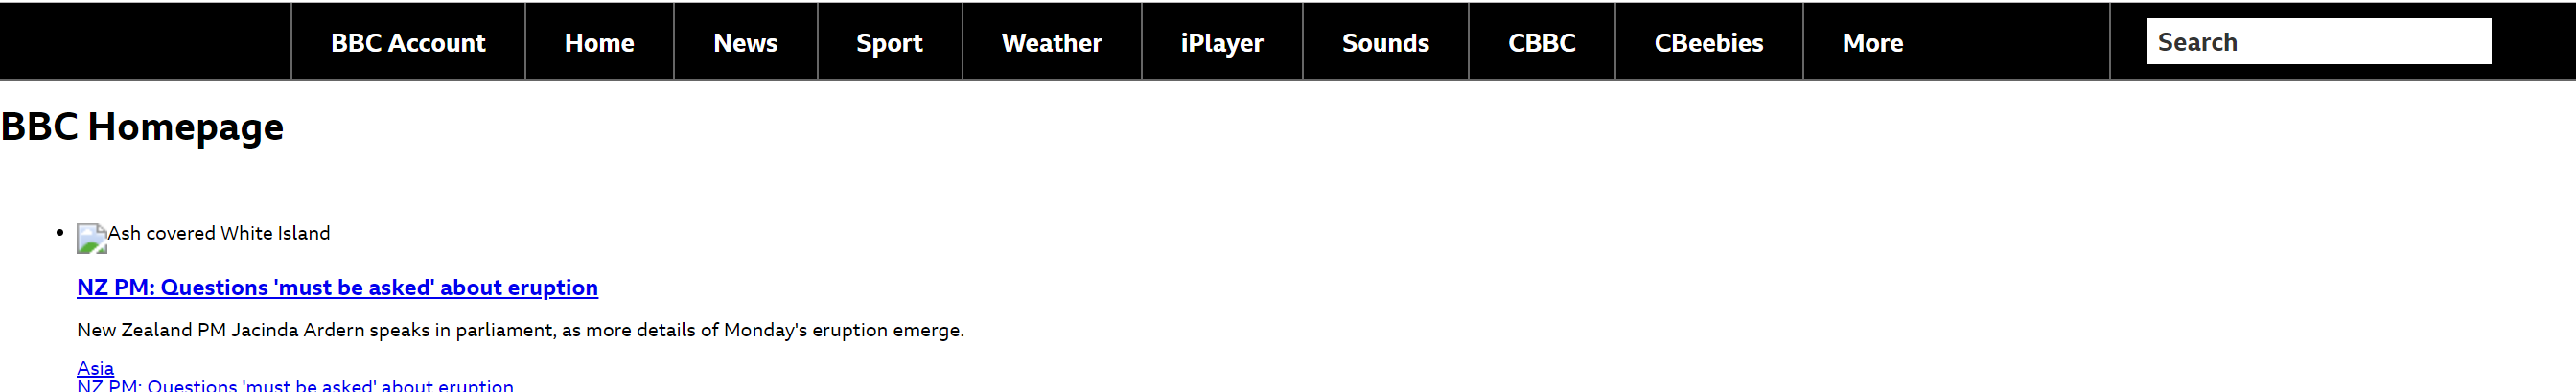 BBC Account Home News Sport Weather iPlayer Sounds CBBC CBeebies More Search
BBC Homepage
Ash covered White Island
NZ PM: Questions 'must be asked' about eruption
New Zealand PM Jacinda Ardern speaks in parliament, as more details of Monday's eruption emerge.
Asia
NZ PM: Questions 'must be asked' about eruption